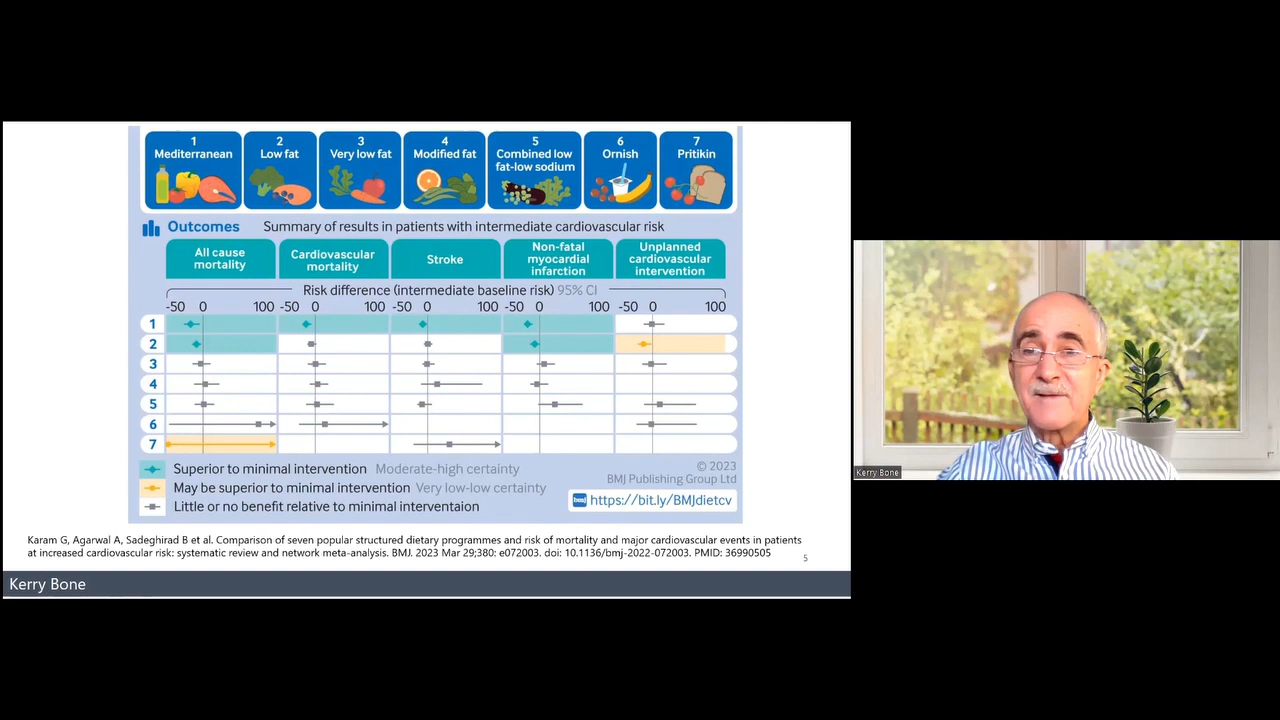 1
Mediterranean
2
Low fat
3
Very low fat
4
Modified fat
5
Combined low
fat-low sodium
6
Ornish
7
Pritikin
Outcomes Summary of results in patients with intermediate cardiovascular risk
All cause
mortality
Cardiovascular
mortality
Stroke
Non-fatal
myocardial
infarction
Unplanned
cardiovascular
intervention
Risk difference (intermediate baseline risk) 95% CI
-50 0 100 -50 0 100 -50 0 100 -50 0 100 -50 0 100
1
2
3
4
5
6
7
Superior to minimal intervention Moderate-high certainty
May be superior to minimal intervention Very low-low certainty
Little or no benefit relative to minimal interventaion
© 2023
BMJ Publishing Group Ltd
bmj https://bit.ly/BMJdietcv
Karam G, Agarwal A, Sadeghirad B et al. Comparison of seven popular structured dietary programmes and risk of mortality and major cardiovascular events in patients
at increased cardiovascular risk: systematic review and network meta-analysis. BMJ. 2023 Mar 29;380: e072003. doi: 10.1136/bmj-2022-072003. PMID: 36990505
5
Kerry Bone
Kerry Bone